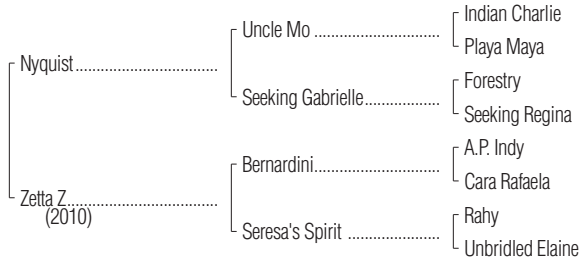 Indian Charlie
Uncle Mo
Playa Maya
Nyquist
Forestry
Seeking Gabrielle
Seeking Regina
A.P. Indy
Bernardini
Cara Rafaela
Zetta Z
(2010)
Rahy
Seresa's Spirit
Unbridled Elaine